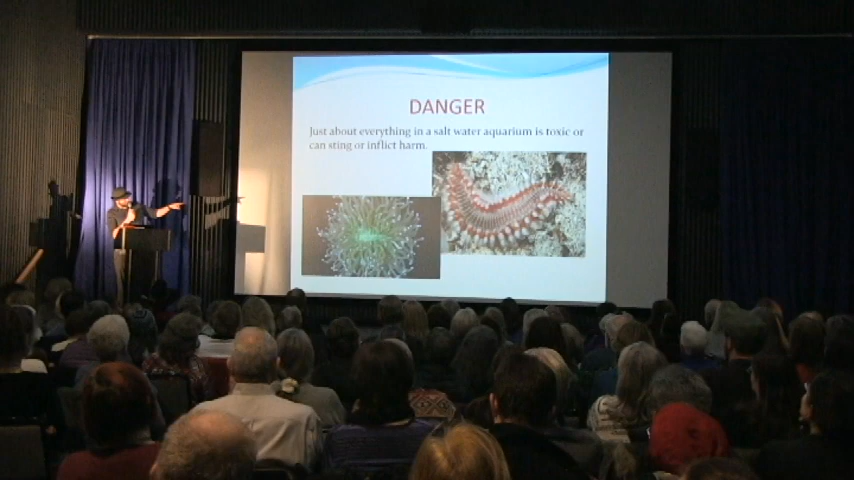 DANGER
Just about everything in a salt water aquarium is toxic or
can sting or inflict harm.